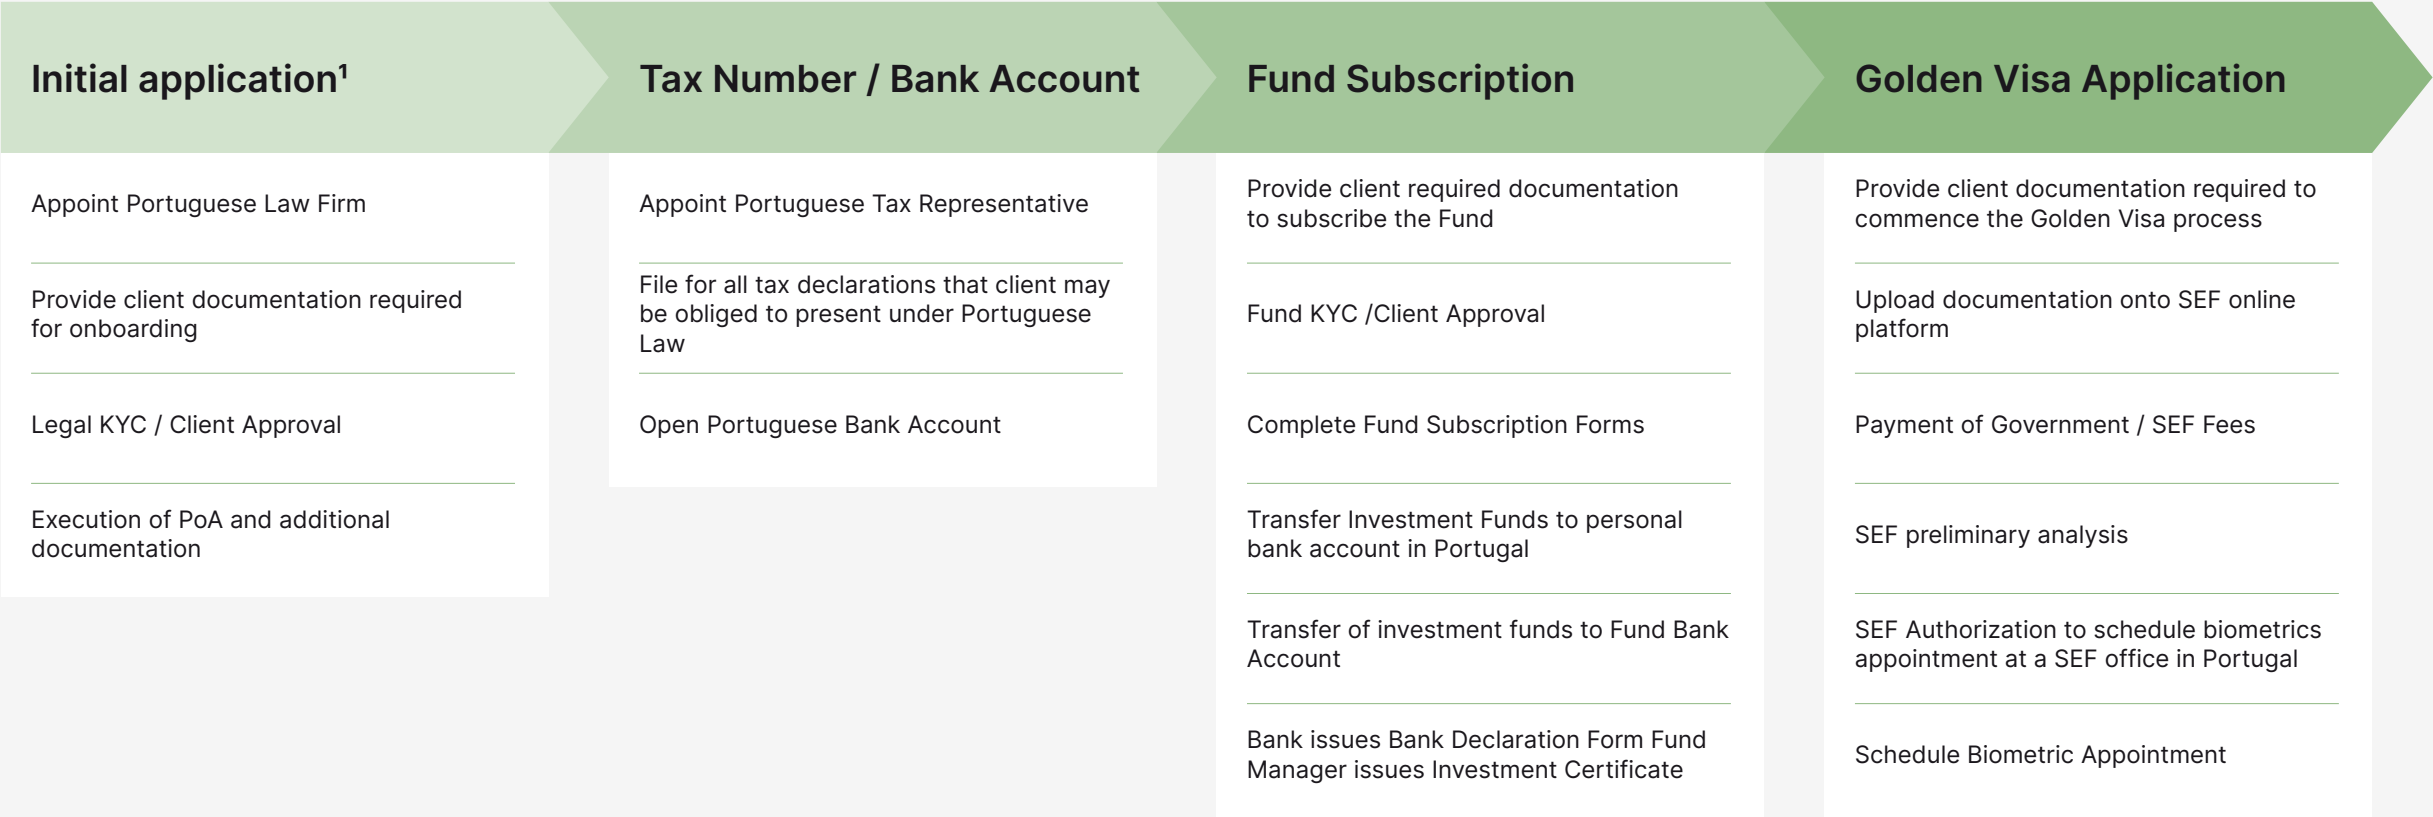 Initial application¹
Appoint Portuguese Law Firm
Provide client documentation required
for onboarding
Legal KYC / Client Approval
Execution of PoA and additional
documentation
Tax Number / Bank Account
Appoint Portuguese Tax Representative
File for all tax declarations that client may
be obliged to present under Portuguese
Law
Open Portuguese Bank Account
Fund Subscription
Provide client required documentation
to subscribe the Fund
Fund KYC /Client Approval
Complete Fund Subscription Forms
Transfer Investment Funds to personal
bank account in Portugal
Transfer of investment funds to Fund Bank
Account
Bank issues Bank Declaration Form Fund
Manager issues Investment Certificate
Golden Visa Application
Provide client documentation required to
commence the Golden Visa process
Upload documentation onto SEF online
platform
Payment of Government / SEF Fees
SEF preliminary analysis
SEF Authorization to schedule biometrics
appointment at a SEF office in Portugal
Schedule Biometric Appointment